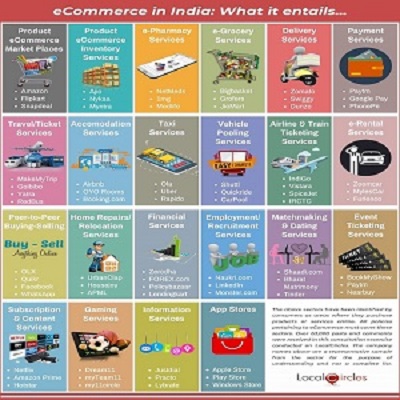 eCommerce in India: What it entails...
Product
eCommerce
Market Places
Amazon
Flipkart
Snapdeal
Product
eCommerce
Inventory
Services
Ajio
Nykaa
Myntra
e-Pharmacy
Services
Netmeds
1mg
Medlife
e-Grocery
Services
Bigbasket
Grofers
JioMart
Delivery
Services
Zomato
Swiggy
Dunzo
Payment
Services
Paytm
Google Pay
PhonePe
Travel/Ticket
Services
MakeMyTrip
Goibibo
Yatra
RedBus
Accomodation
Services
Airbnb
OYO Rooms
Booking.com
Taxi
Services
Ola
Uber
Rapido
Vehicle
Pooling
Services
Shuttl
Quickride
CarPool
Airline & Train
Ticketing
Services
IndiGo
Vistara
SpiceJet
IRCTC
e-Rental
Services
Zoomcar
Furlenco
Peer-to-Peer
Buying-Selling
Buy - Sell
Anything Online
OLX
Quikr
Facebook
WhatsApp
Home Repairs/
Relocation
Services
UrbanClap
Housejoy
APML
Financial
Services
Zerodha
FOREX.com
Policybazaar
Lendingkart
Employment/
Recruitment
Services
Naukri.com
LinkedIn
Monster.com
Matchmaking
& Dating
Services
Shaadi.com
Bharat
Matrimony
Tinder
Event
Ticketing
Services
BookMyShow
Paytm
Subscription
& Content
Services
Netflix
Amazon Prime
Hotstar
Gaming
Services
Dream11
myTeam11
my11circle
Information
Services
Justdial
Practo
Lybrate
App Stores
Apple Store
Play Store
Windows Store
LocalCircles